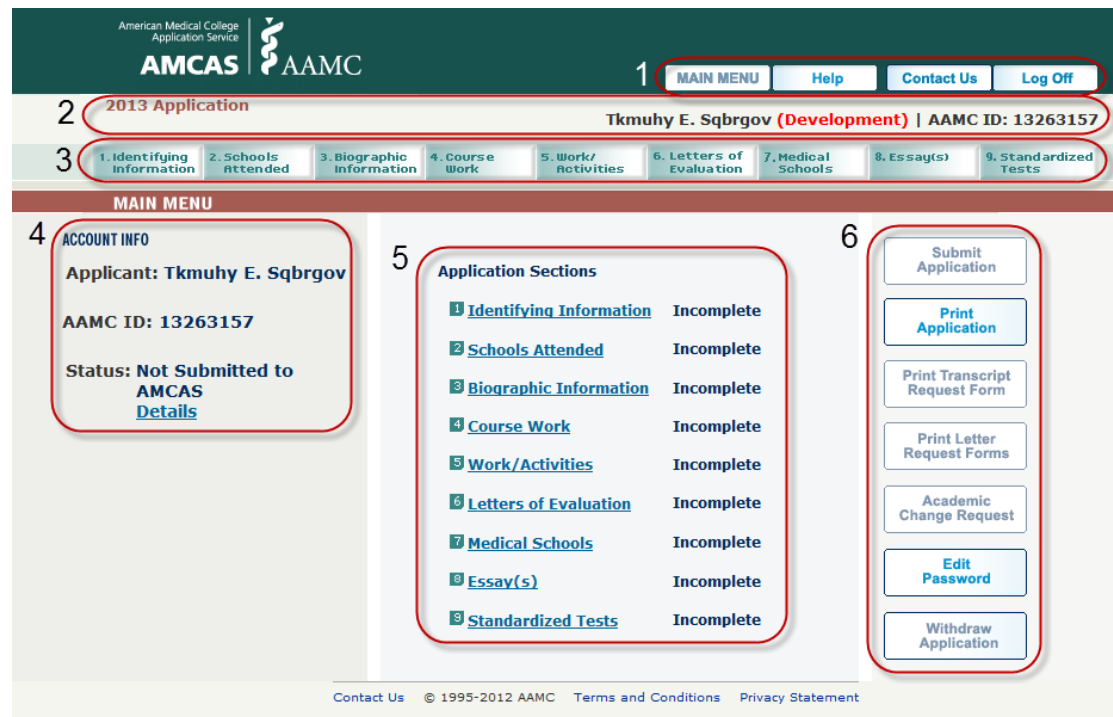 American Medical College
Application Service
AMCAS
AAMC
1
MAIN MENU Help Contact Us Log Off
2
2013 Application
Tkmuhy E. Sqbrgov (Development) | AAMC ID: 13263157
3
1. Identifying Information
2. Schools Attended
3. Biographic Information
4. Course Work
5. Work/ Activities
6. Letters of Evaluation
7. Medical Schools
8. Essay(s)
9. Standardized Tests
MAIN MENU
4
ACCOUNT INFO
Applicant: Tkmuhy E. Sqbrgov
AAMC ID: 13263157
Status: Not Submitted to
AMCAS
Details
5
Application Sections
1 Identifying Information Incomplete
2 Schools Attended Incomplete
3 Biographic Information Incomplete
4 Course Work Incomplete
5 Work/Activities Incomplete
6 Letters of Evaluation Incomplete
7 Medical Schools Incomplete
8 Essay(s) Incomplete
9 Standardized Tests Incomplete
6
Submit
Application
Print
Application
Print Transcript
Request Form
Print Letter
Request Forms
Academic
Change Request
Edit
Password
Withdraw
Application
Contact Us © 1995-2012 AAMC Terms and Conditions Privacy Statement